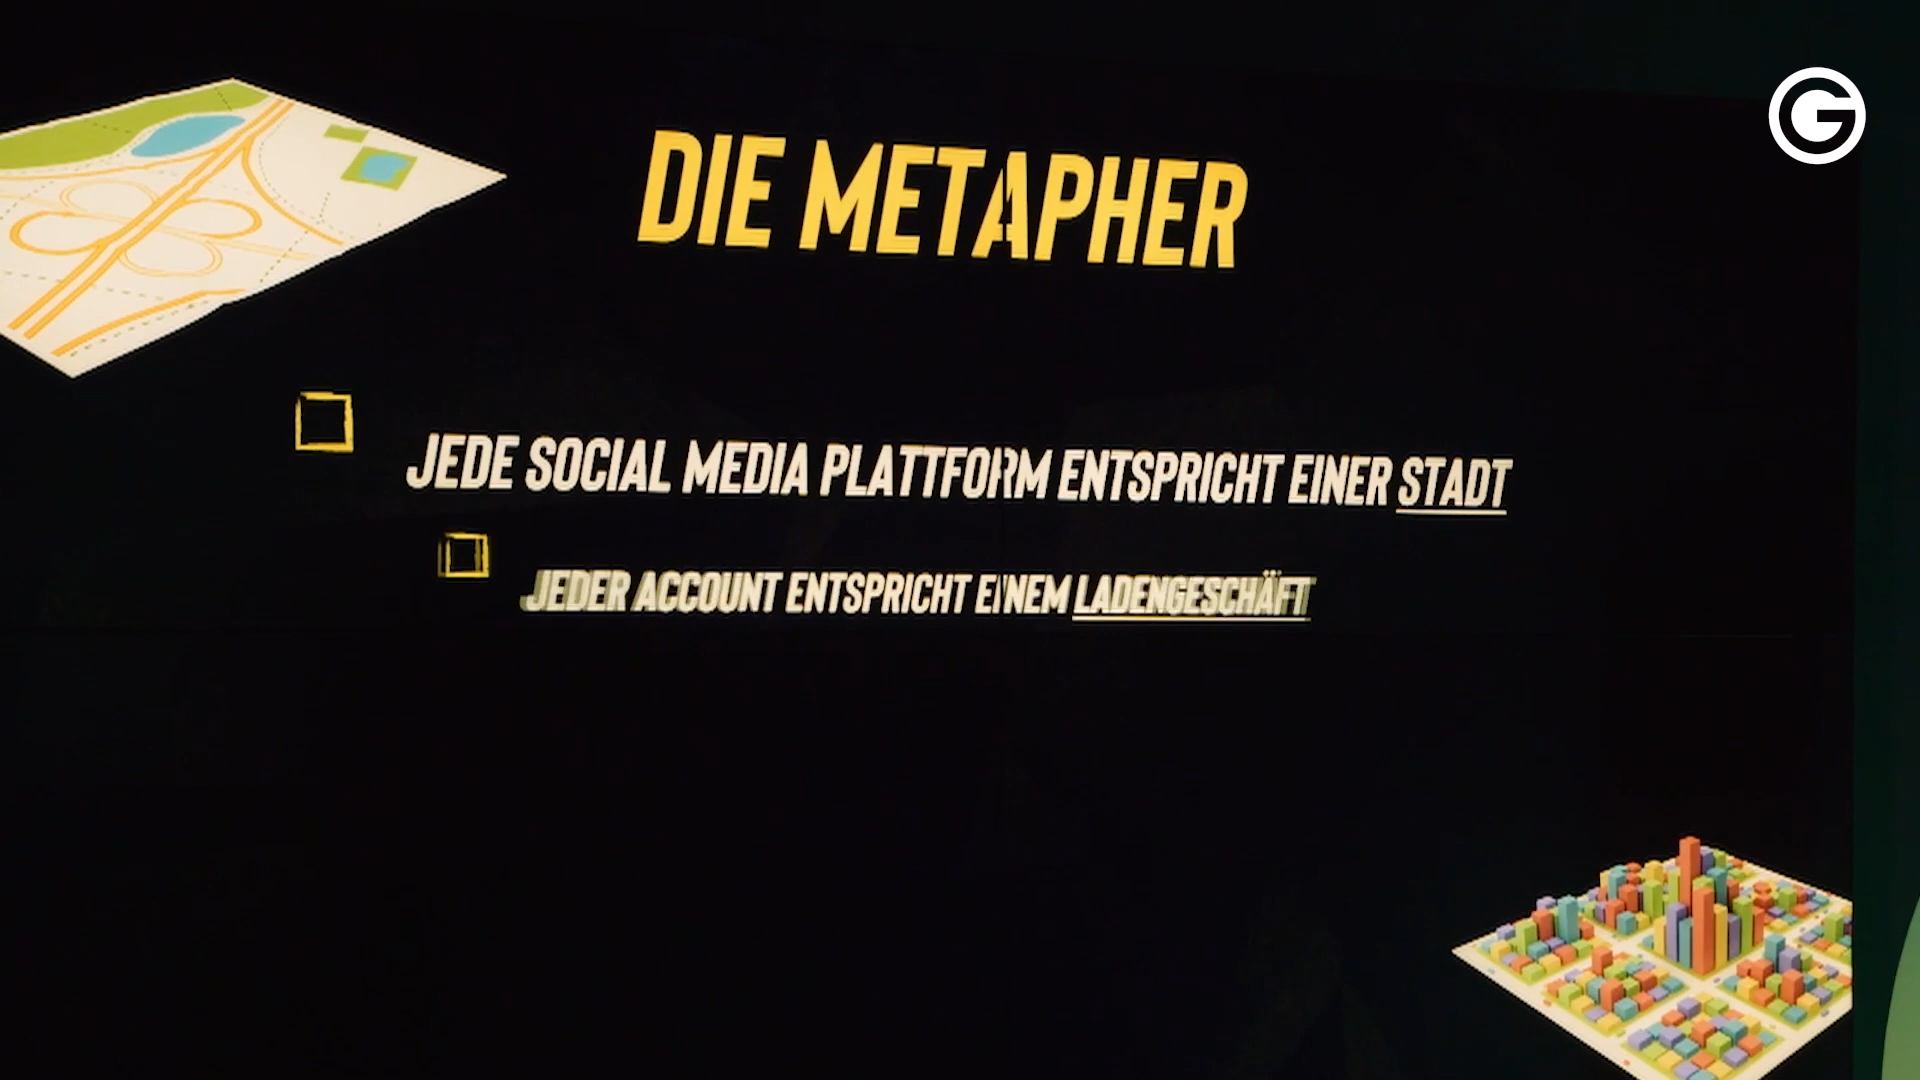 DIE METAPHER
JEDE SOCIAL MEDIA PLATTFORM ENTSPRICHT EINER STADT
JEDER ACCOUNT ENTSPRICHT EINEM LADENGESCHÄFT
G